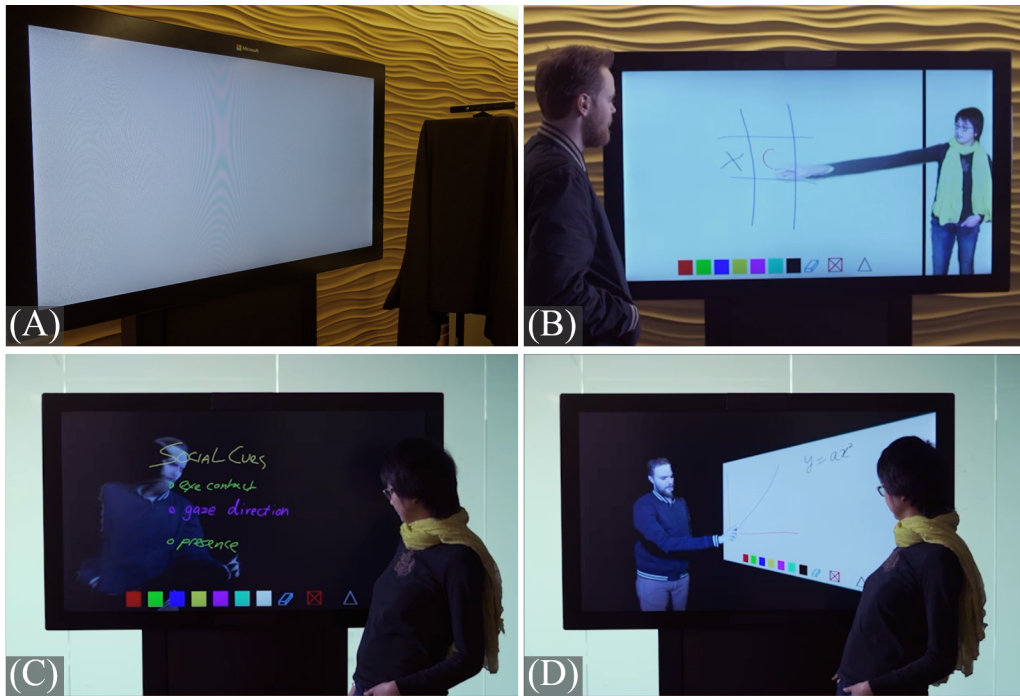 Microsoft
(A)
X C
(B)
SOCIAL CUES
o eye contact
o gaze direction
o presence
(C)
y = ax²
(D)